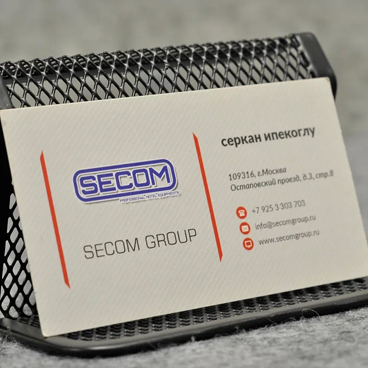 SECOM
SECOM GROUP
серкан ипекоглу
109316, г.Москва
Остаповский проезд, д.3, стр.8
+7 925 3 303 703
info@secomgroup.ru
www.secomgroup.ru